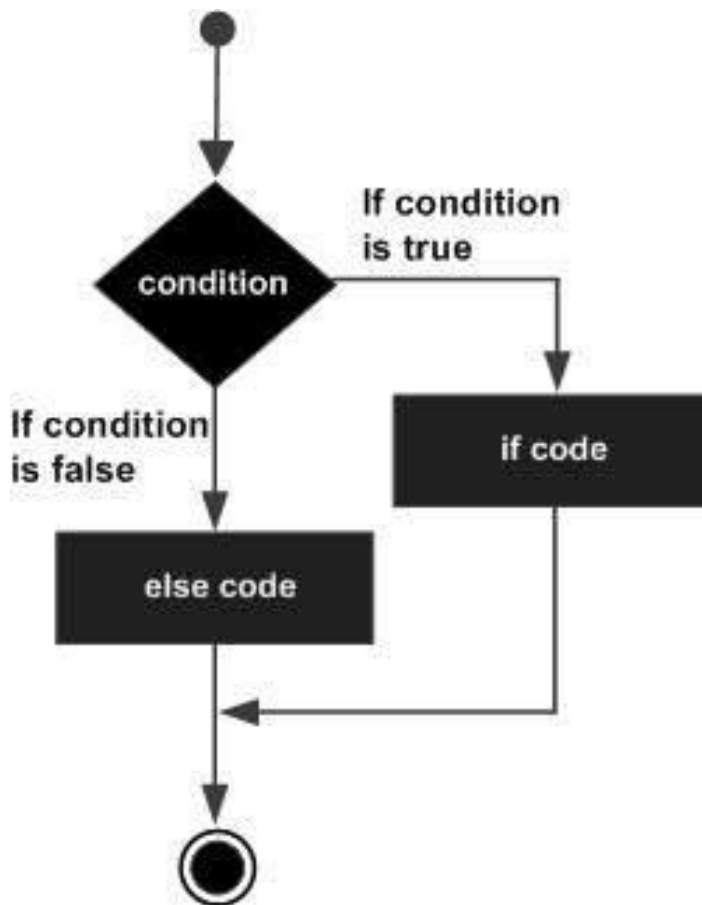 If condition
is true
condition
If condition
is false
if code
else code